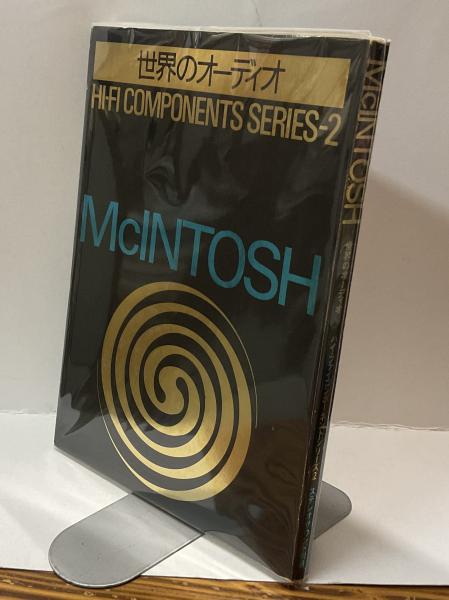 世界のオーディオ
HI-FI COMPONENTS SERIES-2
McINTOSH
McINTOSH